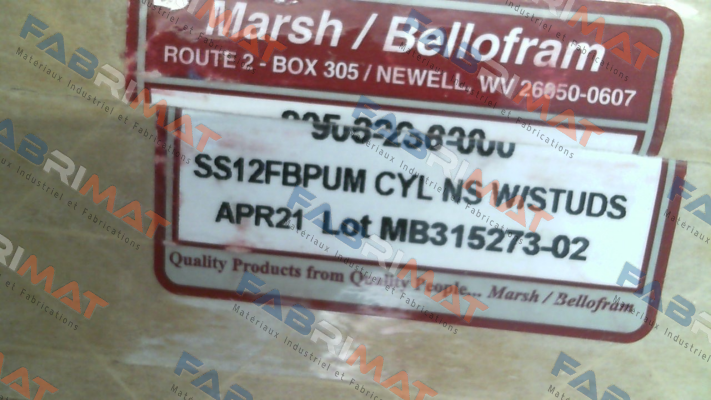 Marsh / Bellofram
ROUTE 2 - BOX 305 / NEWELL, WV 26050-0607
SS12FBPUM CYL NS W/STUDS
APR21 Lot MB315273-02
Quality Products from Quality People... Marsh / Bellofram
FABRIMAT
Materiaux Industriel et Fabrications